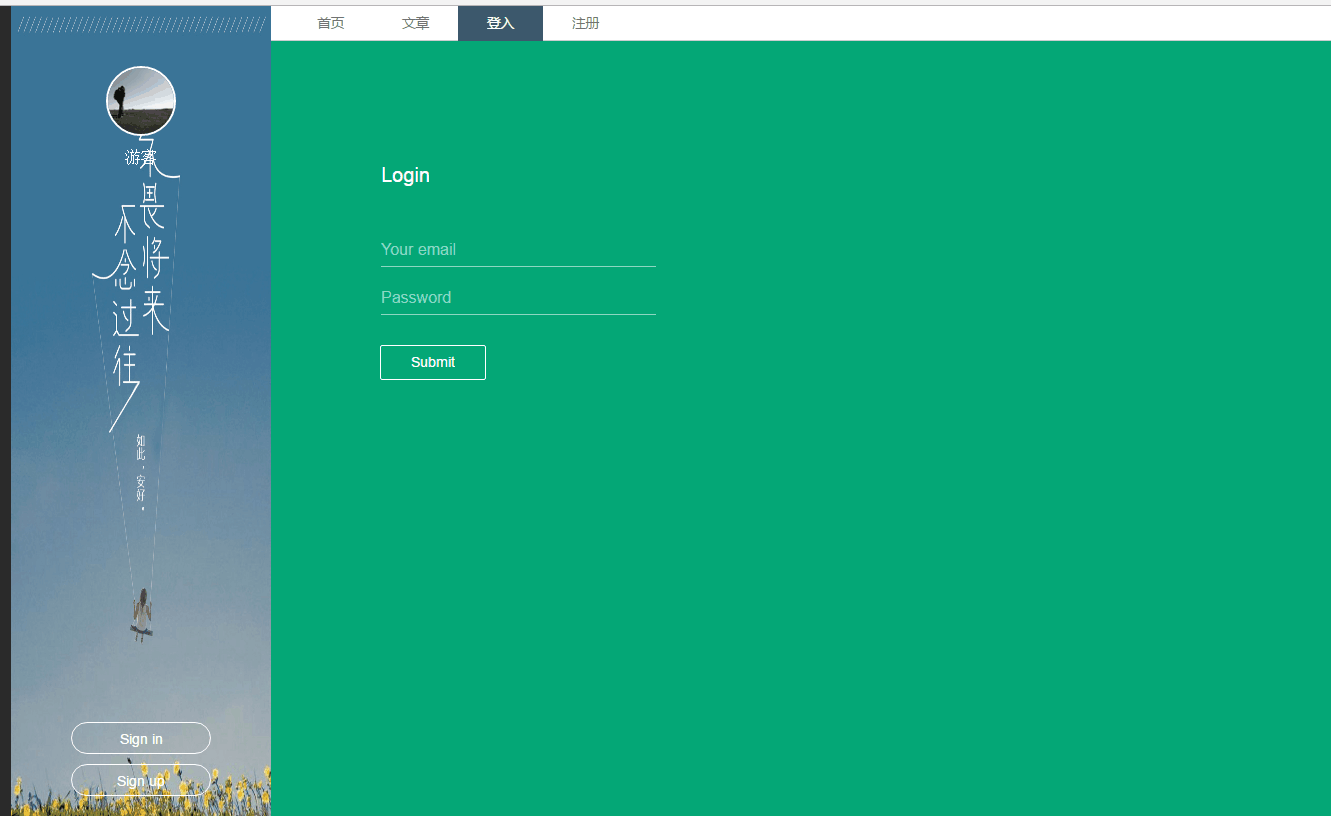 首页 文章 登入 注册
游客
不畏将来
不念过往
如此，安好。
Login
Your email
Password
Submit
Sign in
Sign up